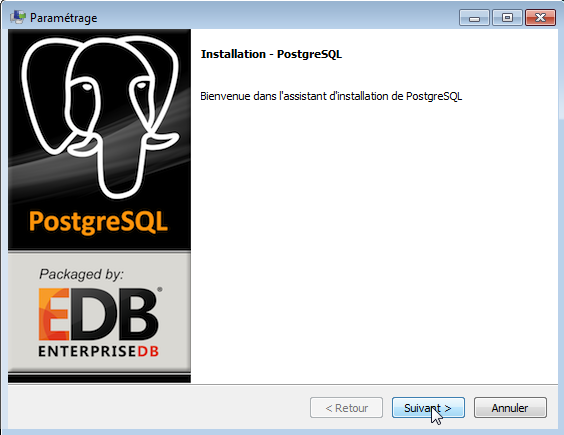 Paramétrage
Installation - PostgreSQL
Bienvenue dans l'assistant d'installation de PostgreSQL
PostgreSQL
Packaged by:
EDB®
ENTERPRISEDB
< Retour
Suivant >
Annuler